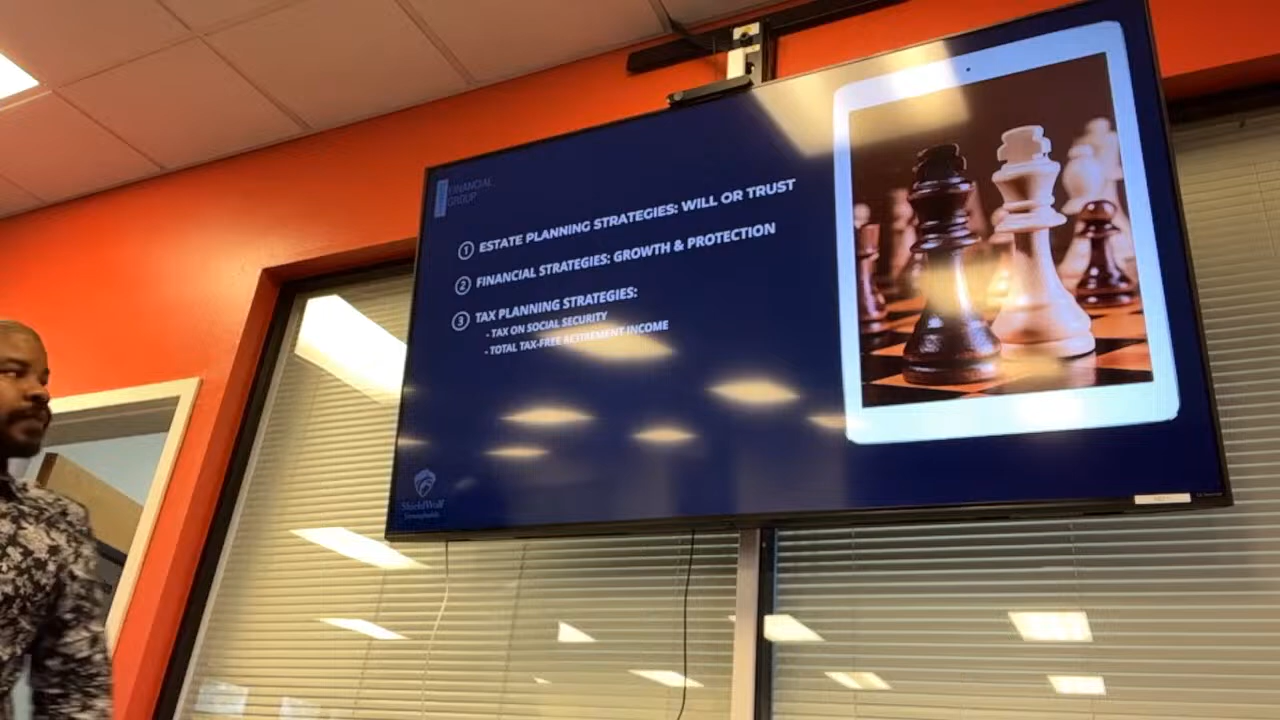 FINANCIAL
GROUP
1 ESTATE PLANNING STRATEGIES: WILL OR TRUST
2 FINANCIAL STRATEGIES: GROWTH & PROTECTION
3 TAX PLANNING STRATEGIES:
- TAX ON SOCIAL SECURITY
- TOTAL TAX-FREE RETIREMENT INCOME
ShieldWolf